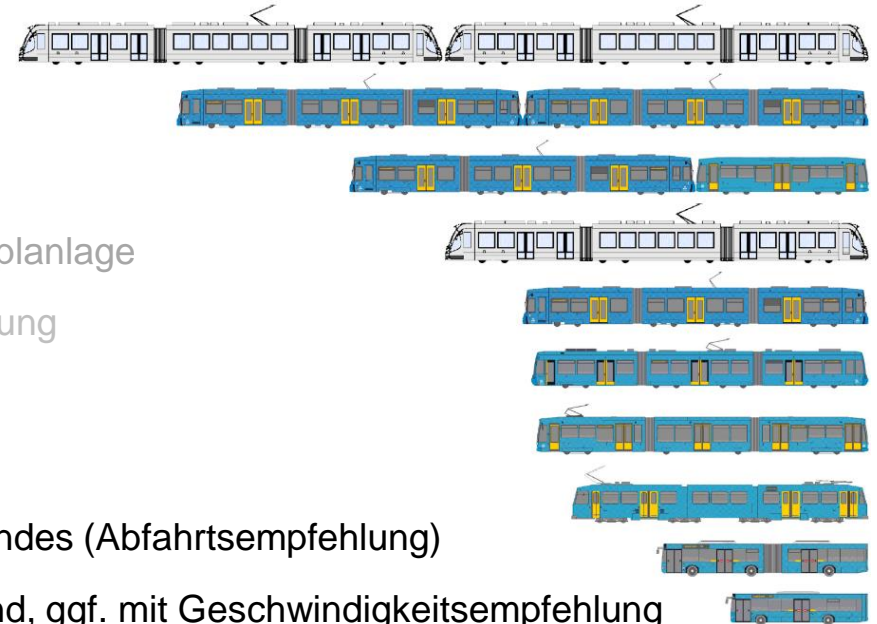 planlage
ung
ndes (Abfahrtsempfehlung)
nd, ggf. mit Geschwindigkeitsempfehlung